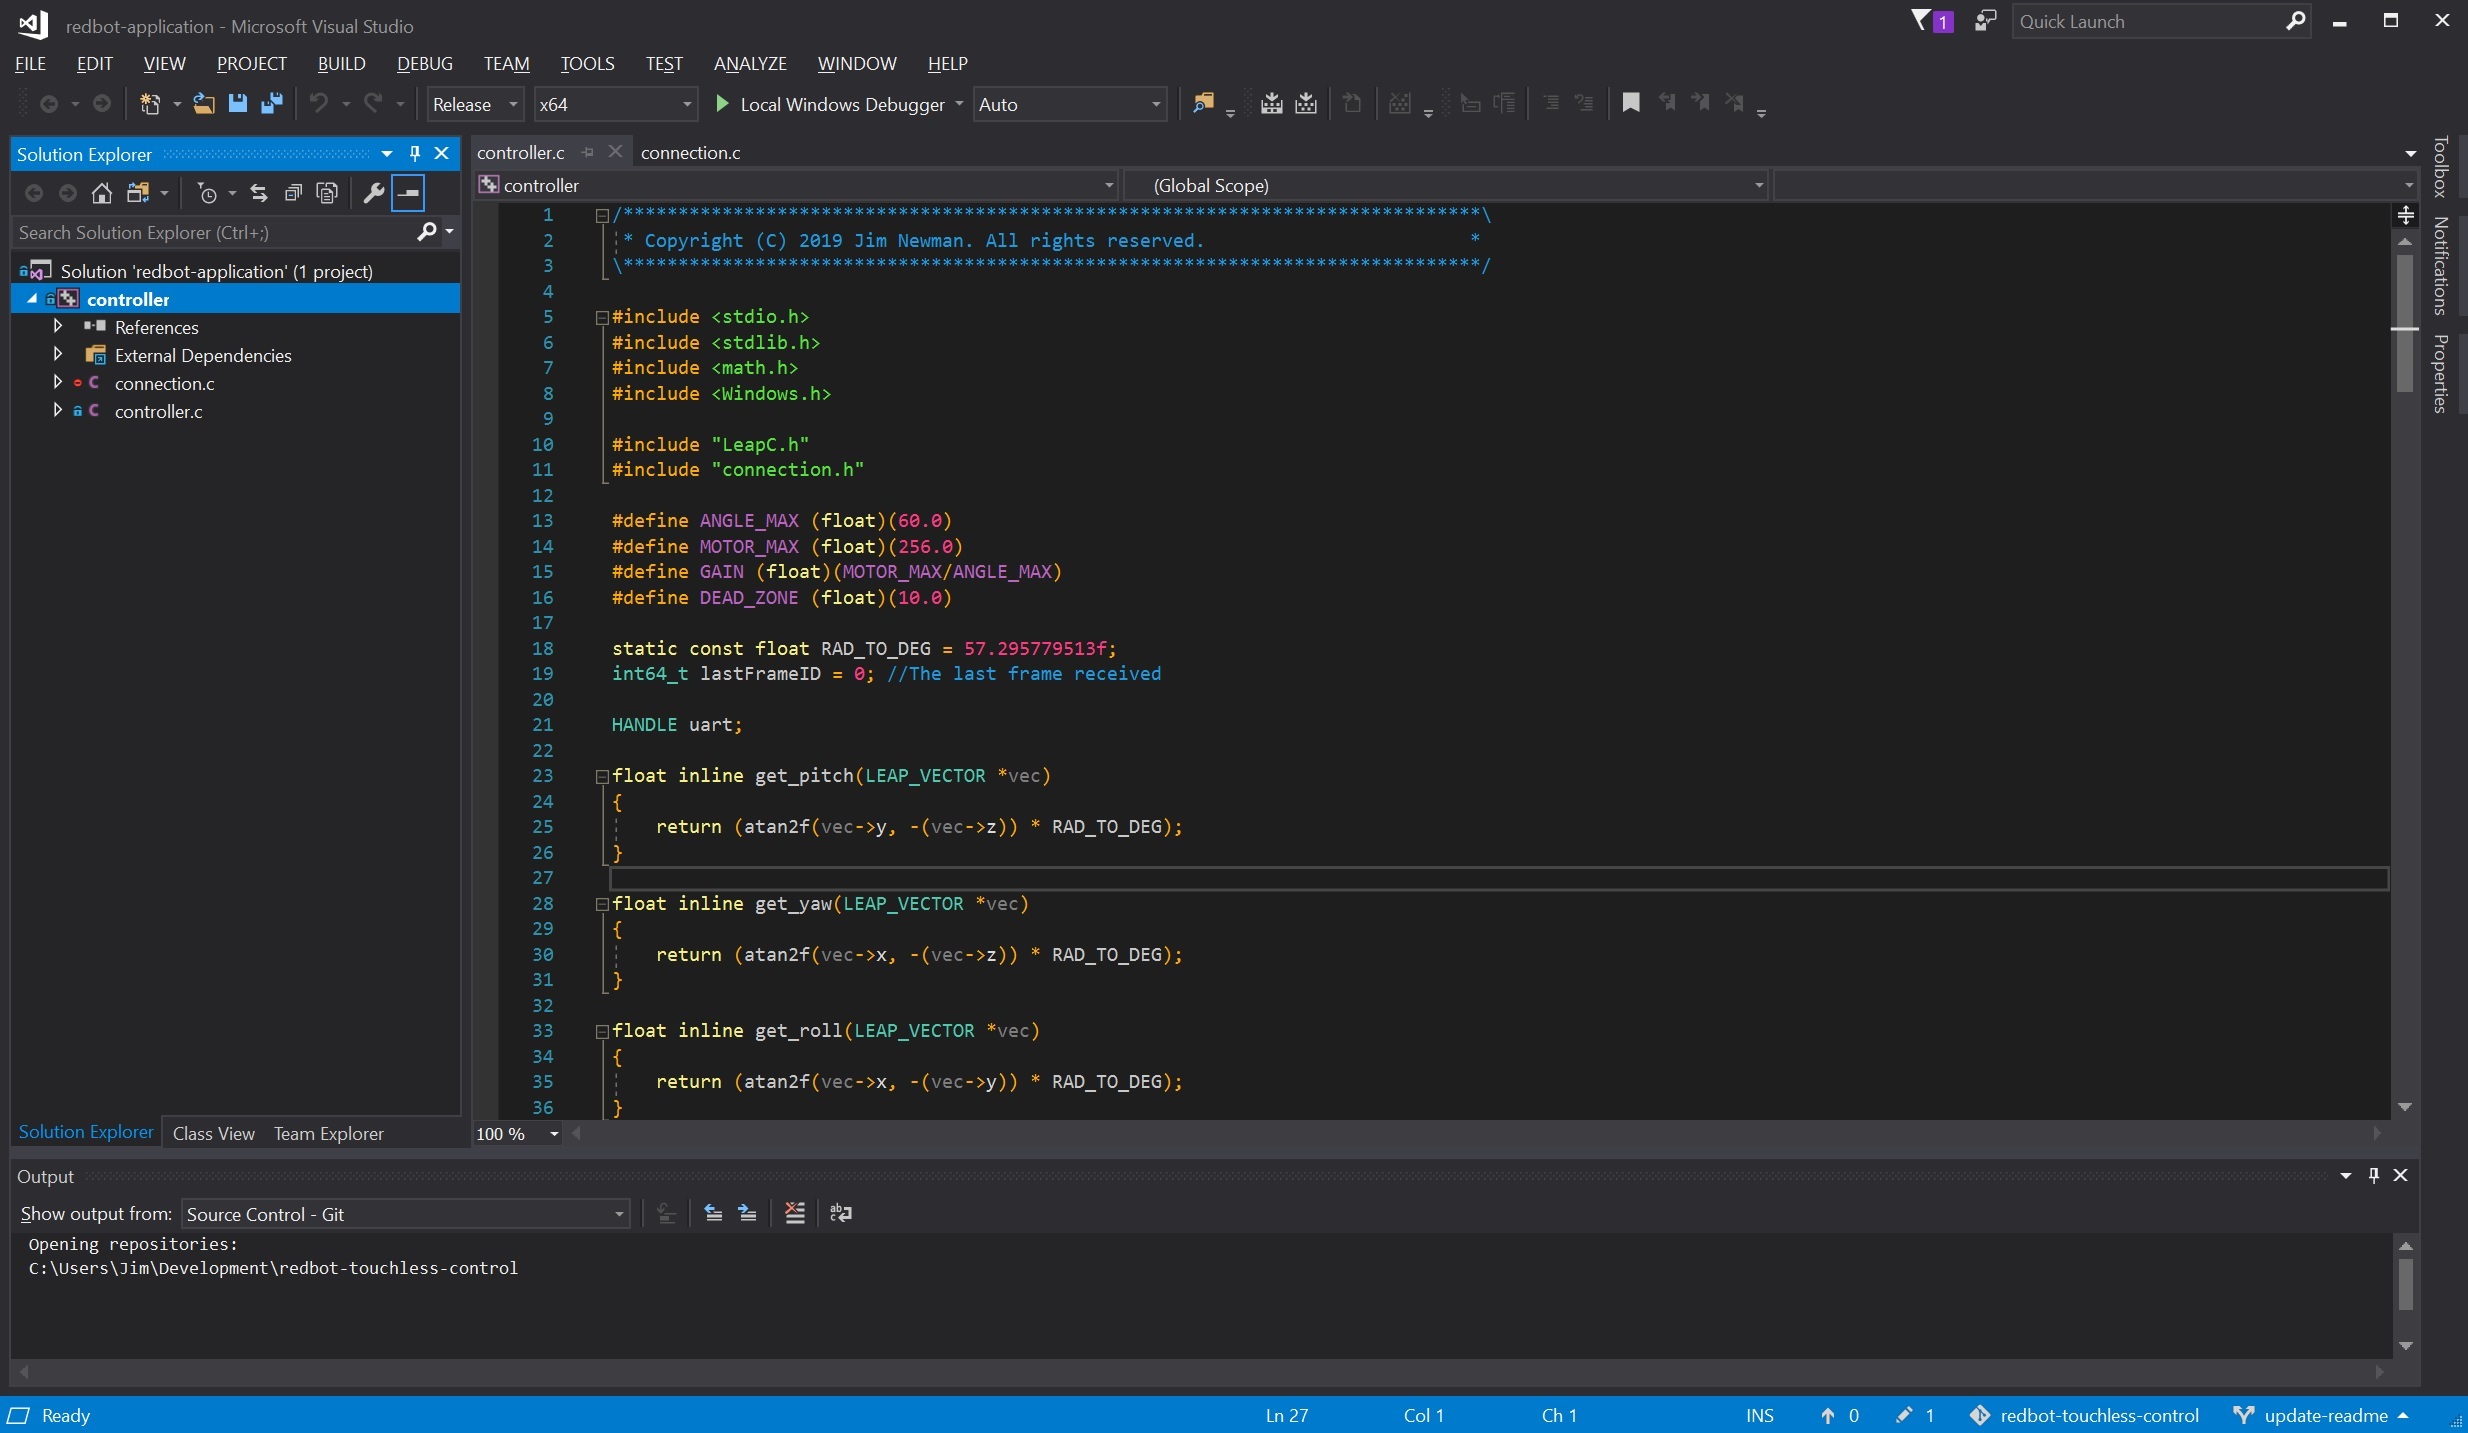 redbot-application - Microsoft Visual Studio
1
Quick Launch
FILE EDIT VIEW PROJECT BUILD DEBUG TEAM TOOLS TEST ANALYZE WINDOW HELP
Release x64 Local Windows Debugger Auto
Solution Explorer
Search Solution Explorer (Ctrl+;)
Solution 'redbot-application' (1 project)
controller
References
External Dependencies
C connection.c
C controller.c
Solution Explorer Class View Team Explorer
controller.c connection.c
controller (Global Scope)
1 /******************************************************************************\
2 * Copyright (C) 2019 Jim Newman. All rights reserved. *
3 \******************************************************************************/
4
5 #include <stdio.h>
6 #include <stdlib.h>
7 #include <math.h>
8 #include <Windows.h>
9
10 #include "LeapC.h"
11 #include "connection.h"
12
13 #define ANGLE_MAX (float)(60.0)
14 #define MOTOR_MAX (float)(256.0)
15 #define GAIN (float)(MOTOR_MAX/ANGLE_MAX)
16 #define DEAD_ZONE (float)(10.0)
17
18 static const float RAD_TO_DEG = 57.295779513f;
19 int64_t lastFrameID = 0; //The last frame received
20
21 HANDLE uart;
22
23 float inline get_pitch(LEAP_VECTOR *vec)
24 {
25 return (atan2f(vec->y, -(vec->z)) * RAD_TO_DEG);
26 }
27
28 float inline get_yaw(LEAP_VECTOR *vec)
29 {
30 return (atan2f(vec->x, -(vec->z)) * RAD_TO_DEG);
31 }
32
33 float inline get_roll(LEAP_VECTOR *vec)
34 {
35 return (atan2f(vec->x, -(vec->y)) * RAD_TO_DEG);
36 }
100 %
Toolbox
Notifications
Properties
Output
Show output from: Source Control - Git
Opening repositories:
C:\Users\Jim\Development\redbot-touchless-control
Ready Ln 27 Col 1 Ch 1 INS 0 1 redbot-touchless-control update-readme